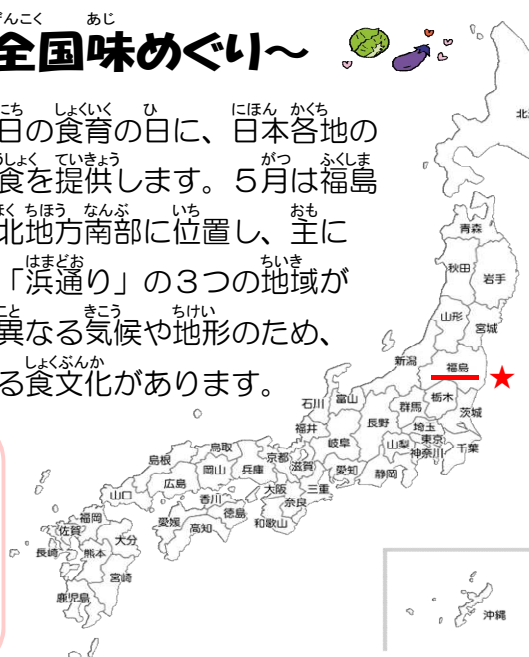 全国味めぐり～
日の食育の日に、日本各地の
食を提供します。５月は福島
北地方南部に位置し、主に
「浜通り」の３つの地域が
異なる気候や地形のため、
る食文化があります。
北
青森
秋田
岩手
山形
宮城
新潟
福島
石川
富山
群馬
栃木
茨城
福井
長野
埼玉
岐阜
山梨
東京
神奈川
千葉
島根
鳥取
京都
滋賀
愛知
静岡
岡山
兵庫
広島
大阪
三重
山口
香川
奈良
徳島
和歌山
愛媛
高知
福岡
佐賀
大分
長崎
熊本
宮崎
鹿児島
沖縄